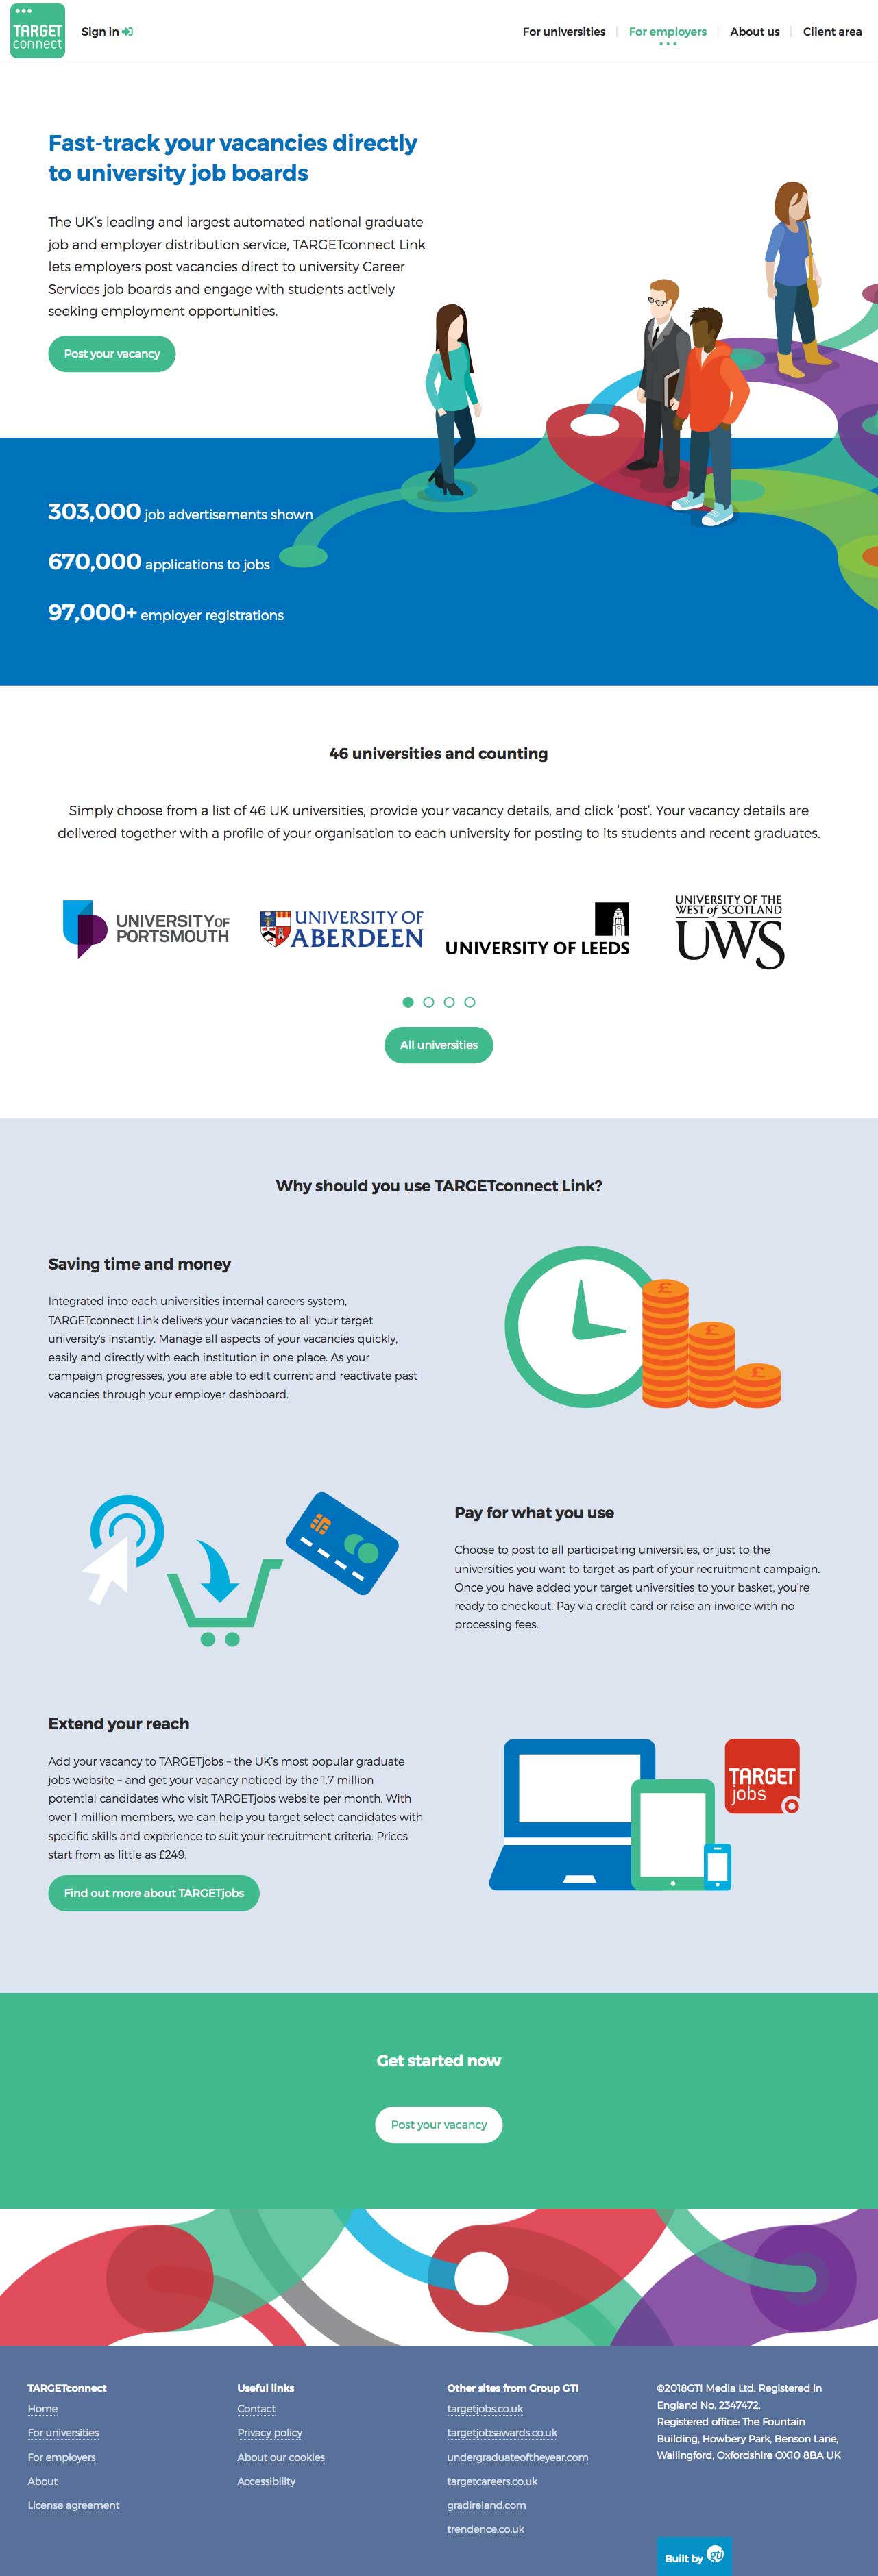 TARGET
connect
Sign in
For universities
For employers
About us
Client area
Fast-track your vacancies directly
to university job boards
The UK's leading and largest automated national graduate
job and employer distribution service, TARGETconnect Link
lets employers post vacancies direct to university Career
Services job boards and engage with students actively
seeking employment opportunities.
Post your vacancy
303,000 job advertisements shown
670,000 applications to jobs
97,000+ employer registrations
46 universities and counting
Simply choose from a list of 46 UK universities, provide your vacancy details, and click 'post'. Your vacancy details are
delivered together with a profile of your organisation to each university for posting to its students and recent graduates.
UNIVERSITY OF
PORTSMOUTH
UNIVERSITY OF
ABERDEEN
UNIVERSITY OF LEEDS
UNIVERSITY OF THE
WEST of SCOTLAND
UWS
All universities
Why should you use TARGETconnect Link?
Saving time and money
Integrated into each universities internal careers system,
TARGETconnect Link delivers your vacancies to all your target
university's instantly. Manage all aspects of your vacancies quickly,
easily and directly with each institution in one place. As your
campaign progresses, you are able to edit current and reactivate past
vacancies through your employer dashboard.
£
£
£
Pay for what you use
Choose to post to all participating universities, or just to the
universities you want to target as part of your recruitment campaign.
Once you have added your target universities to your basket, you're
ready to checkout. Pay via credit card or raise an invoice with no
processing fees.
Extend your reach
Add your vacancy to TARGETjobs – the UK's most popular graduate
jobs website – and get your vacancy noticed by the 1.7 million
potential candidates who visit TARGETjobs website per month. With
over 1 million members, we can help you target select candidates with
specific skills and experience to suit your recruitment criteria. Prices
start from as little as £249.
Find out more about TARGETjobs
TARGET
jobs
Get started now
Post your vacancy
TARGETconnect
Home
For universities
For employers
About
License agreement
Useful links
Contact
Privacy policy
About our cookies
Accessibility
Other sites from Group GTI
targetjobs.co.uk
targetjobsawards.co.uk
undergraduateoftheyear.com
targetcareers.co.uk
gradireland.com
trendence.co.uk
©2018GTI Media Ltd. Registered in
England No. 2347472.
Registered office: The Fountain
Building, Howbery Park, Benson Lane,
Wallingford, Oxfordshire OX10 8BA UK
Built by gti